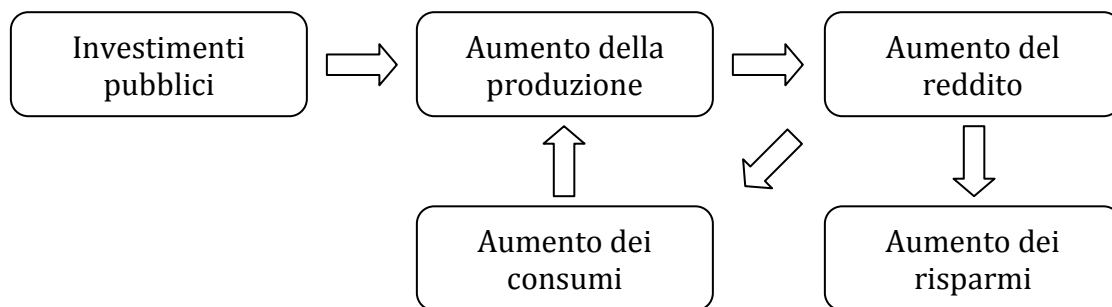 Investimenti
pubblici
Aumento della
produzione
Aumento del
reddito
Aumento dei
consumi
Aumento dei
risparmi